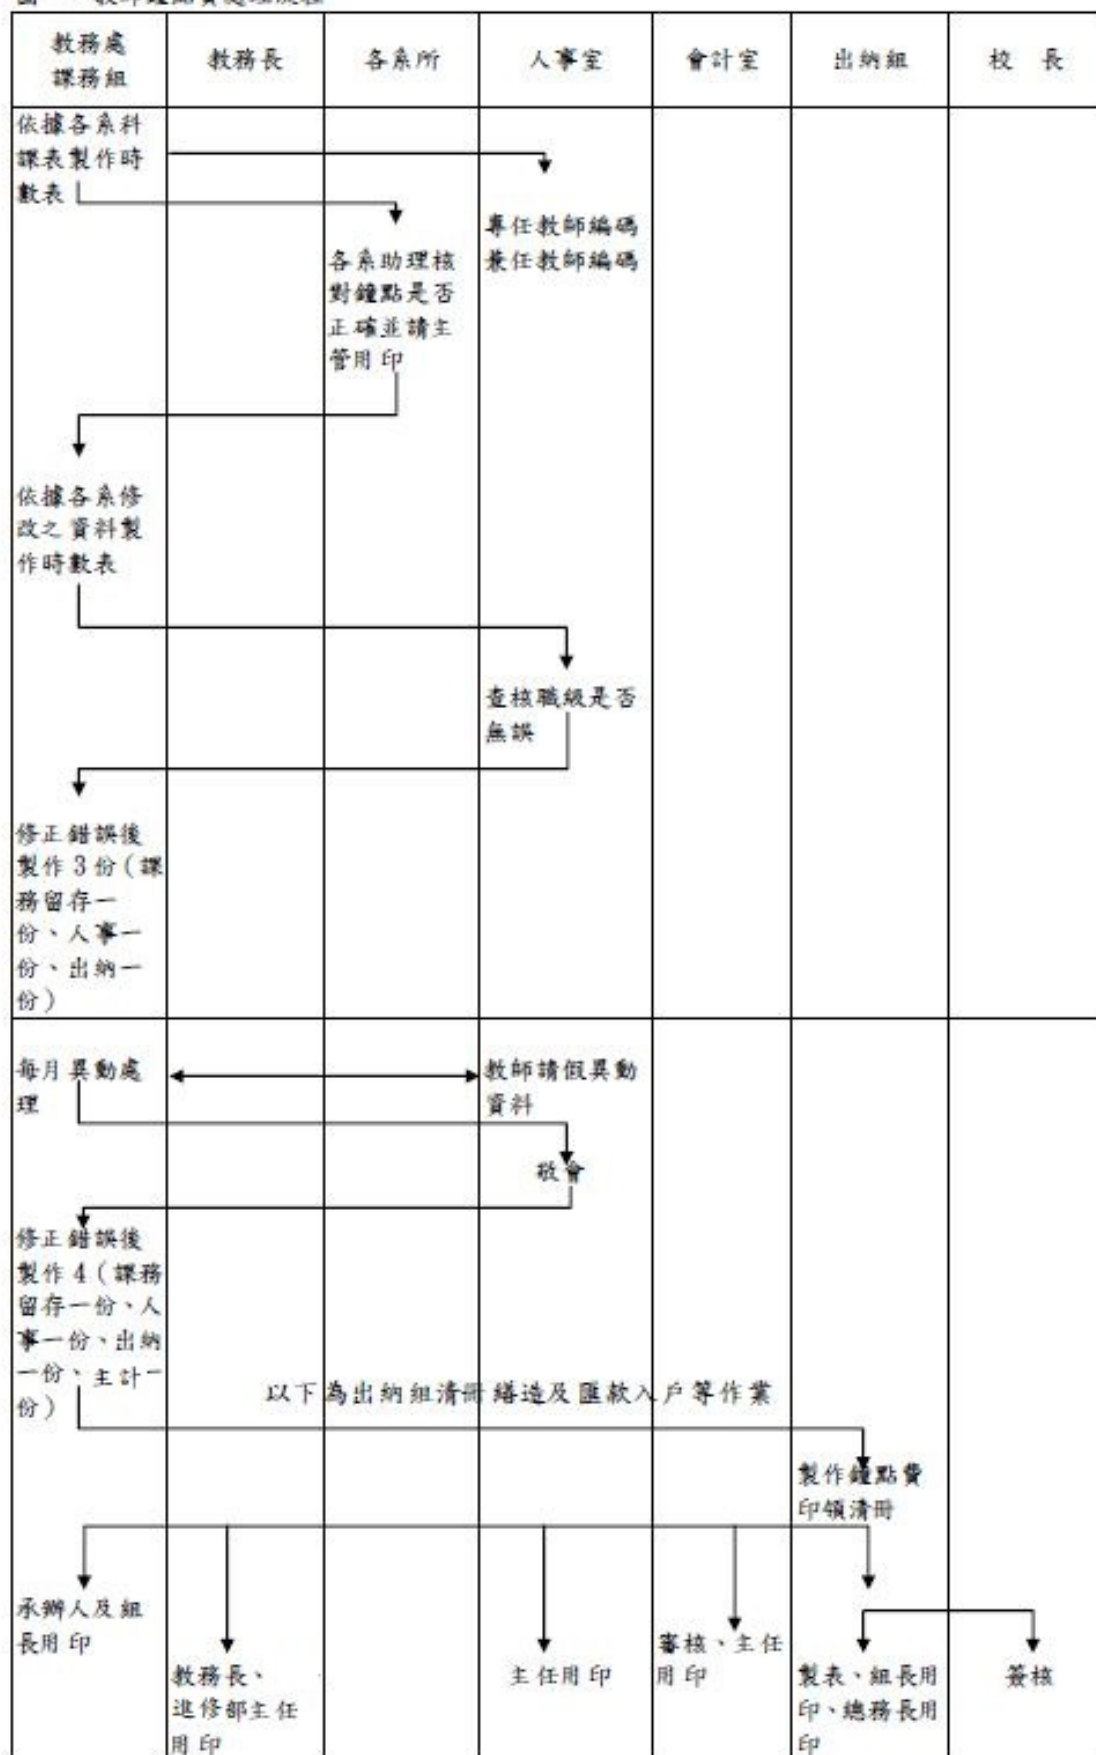 教務處
課務組
教務長
各系所
人事室
會計室
出納組
校 長
依據各系科
課表製作時
數表
專任教師編碼
兼任教師編碼
各系助理核
對鐘點是否
正確並請主
管用印
依據各系修
改之資料製
作時數表
查核職級是否
無誤
修正錯誤後
製作3份(課
務留存一
份、人事一
份、出納一
份)
每月異動處
理
教師請假異動
資料
敬會
修正錯誤後
製作4(課務
留存一份、人
事一份、出納
一份、主計一
份)
以下為出納組清冊繕造及匯款入戶等作業
製作鐘點費
印領清冊
承辦人及組
長用印
教務長、
進修部主任
用印
主任用印
審核、主任
用印
製表、組長用
印、總務長用
印
簽核